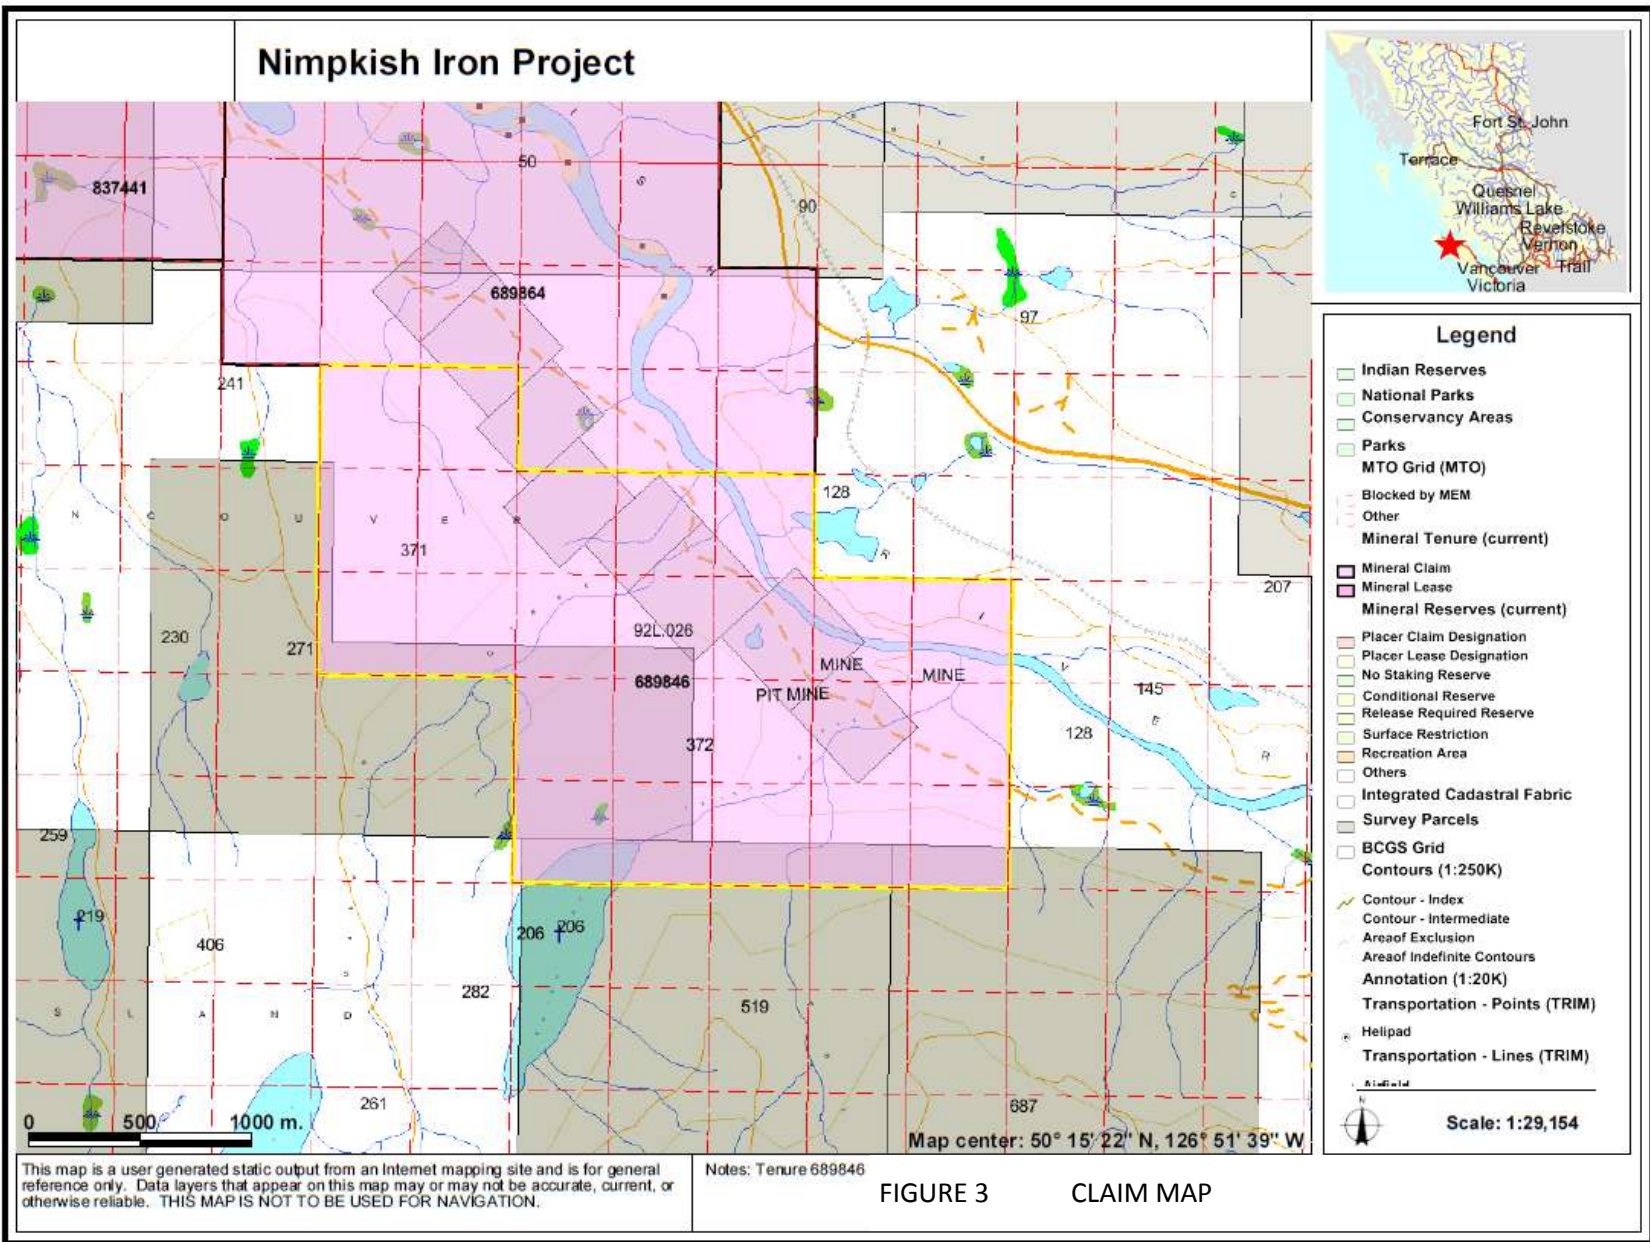 Nimpkish Iron Project
Fort St. John
Terrace
Quesnel
Williams Lake
Revelstoke
Vernon
Vancouver
Trail
Victoria
50
837441
90
689864
97
241
128
N C O U V E R
371
R
207
92L.026
230
271
689846
MINE
MINE
PIT MINE
145
372
128
V
E
R
259
219
406
206
206
282
519
S L A N D
261
687
0 500 1000 m.
Map center: 50° 15' 22" N, 126° 51' 39" W
Legend
Indian Reserves
National Parks
Conservancy Areas
Parks
MTO Grid (MTO)
Blocked by MEM
Other
Mineral Tenure (current)
Mineral Claim
Mineral Lease
Mineral Reserves (current)
Placer Claim Designation
Placer Lease Designation
No Staking Reserve
Conditional Reserve
Release Required Reserve
Surface Restriction
Recreation Area
Others
Integrated Cadastral Fabric
Survey Parcels
BCGS Grid
Contours (1:250K)
Contour - Index
Contour - Intermediate
Areaof Exclusion
Areaof Indefinite Contours
Annotation (1:20K)
Transportation - Points (TRIM)
Helipad
Transportation - Lines (TRIM)
Airfield
N
Scale: 1:29,154
This map is a user generated static output from an Internet mapping site and is for general
reference only. Data layers that appear on this map may or may not be accurate, current, or
otherwise reliable. THIS MAP IS NOT TO BE USED FOR NAVIGATION.
Notes: Tenure 689846
FIGURE 3 CLAIM MAP